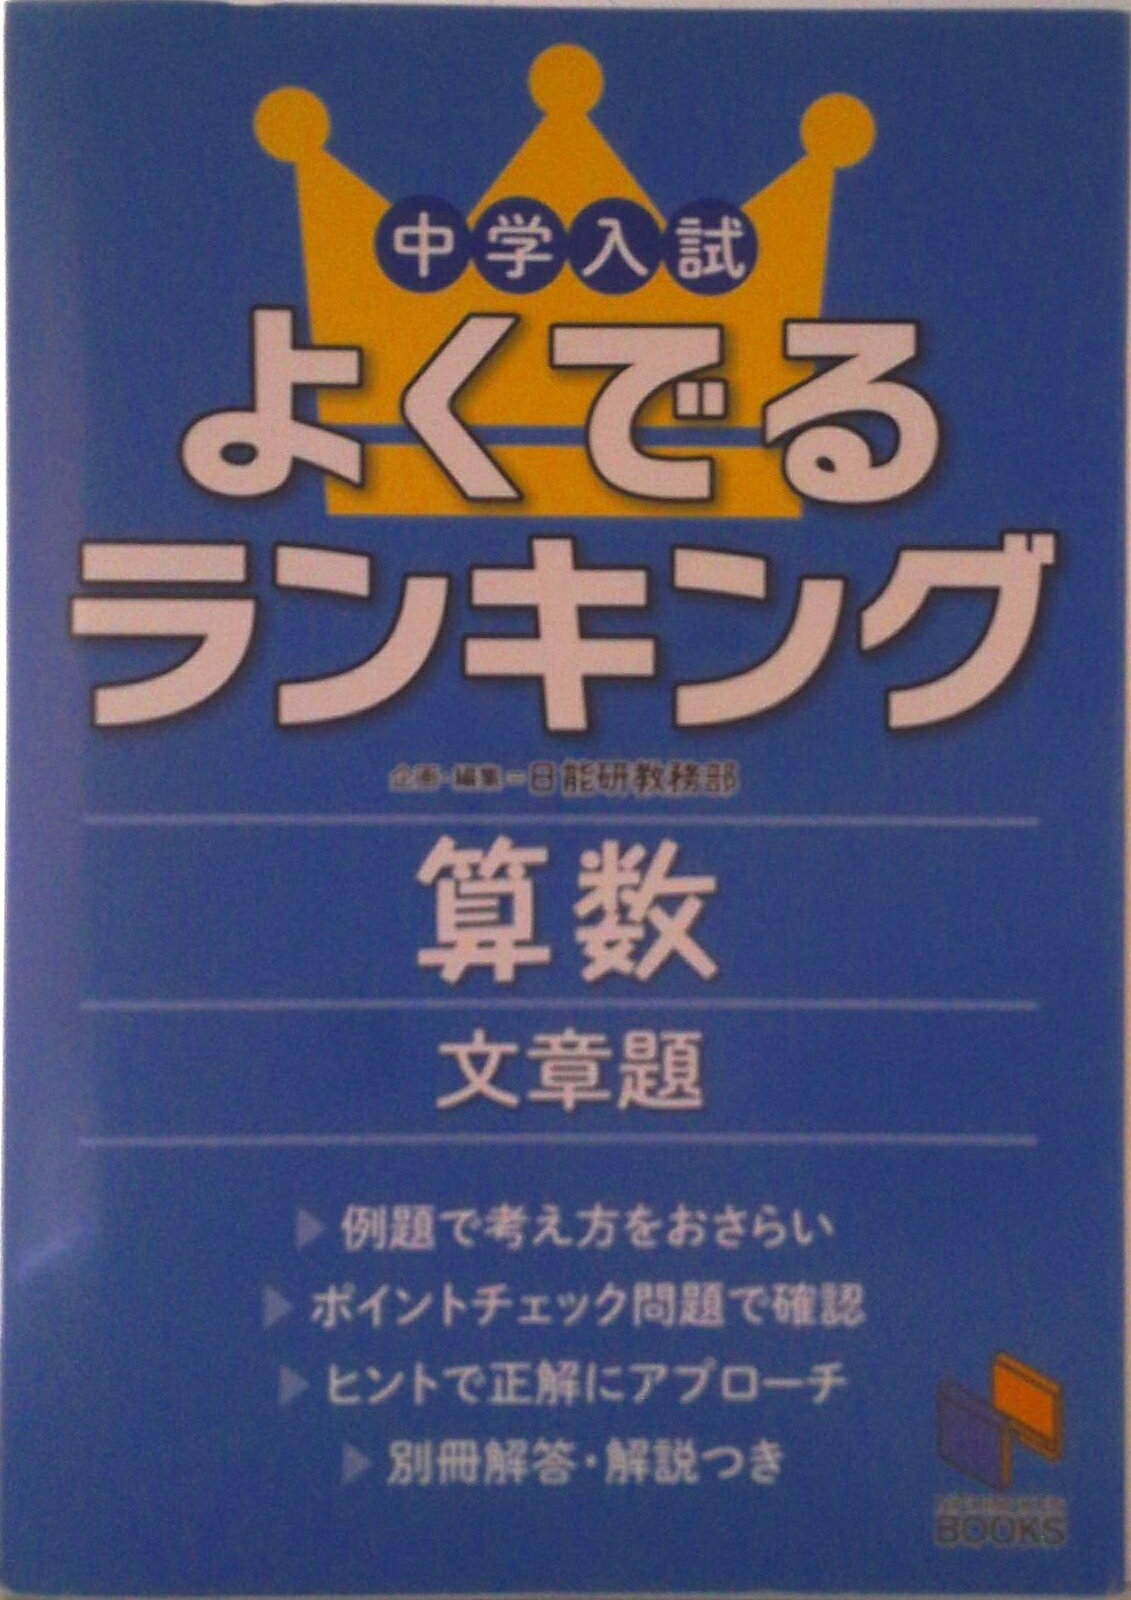 中学入試
よくでる
ランキング
企画・編集＝日能研教務部
算数
文章題
▶ 例題で考え方をおさらい
▶ ポイントチェック問題で確認
▶ ヒントで正解にアプローチ
▶ 別冊解答・解説つき
BOOKS